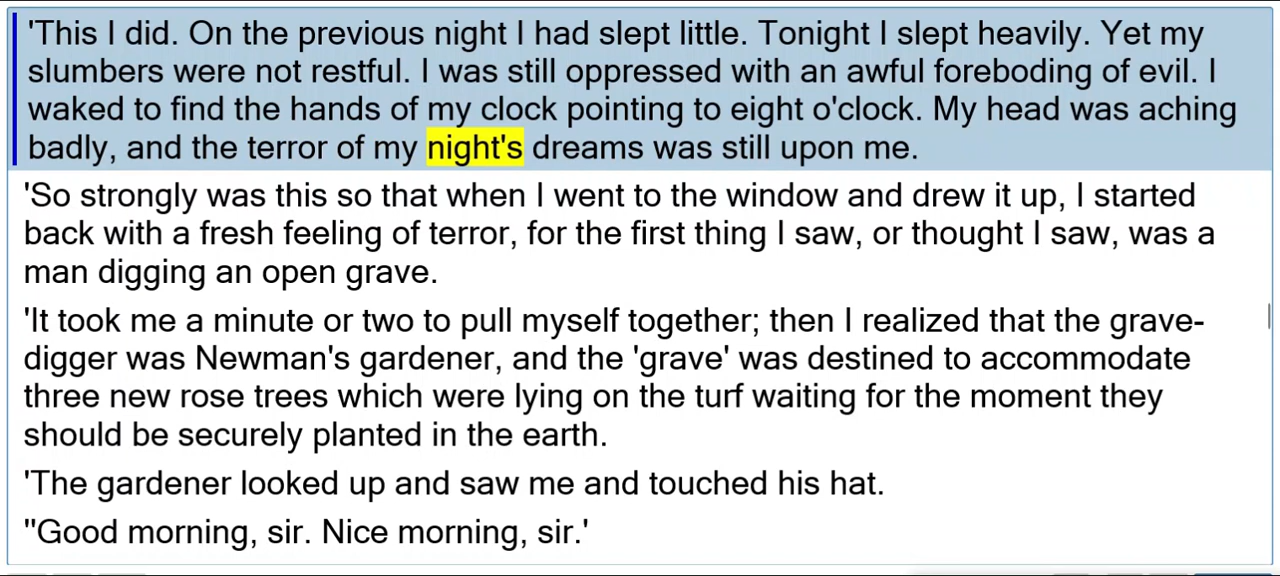 'This I did. On the previous night I had slept little. Tonight I slept heavily. Yet my
slumbers were not restful. I was still oppressed with an awful foreboding of evil. I
waked to find the hands of my clock pointing to eight o'clock. My head was aching
badly, and the terror of my night's dreams was still upon me.
'So strongly was this so that when I went to the window and drew it up, I started
back with a fresh feeling of terror, for the first thing I saw, or thought I saw, was a
man digging an open grave.
'It took me a minute or two to pull myself together; then I realized that the grave-
digger was Newman's gardener, and the 'grave' was destined to accommodate
three new rose trees which were lying on the turf waiting for the moment they
should be securely planted in the earth.
'The gardener looked up and saw me and touched his hat.
"Good morning, sir. Nice morning, sir.'